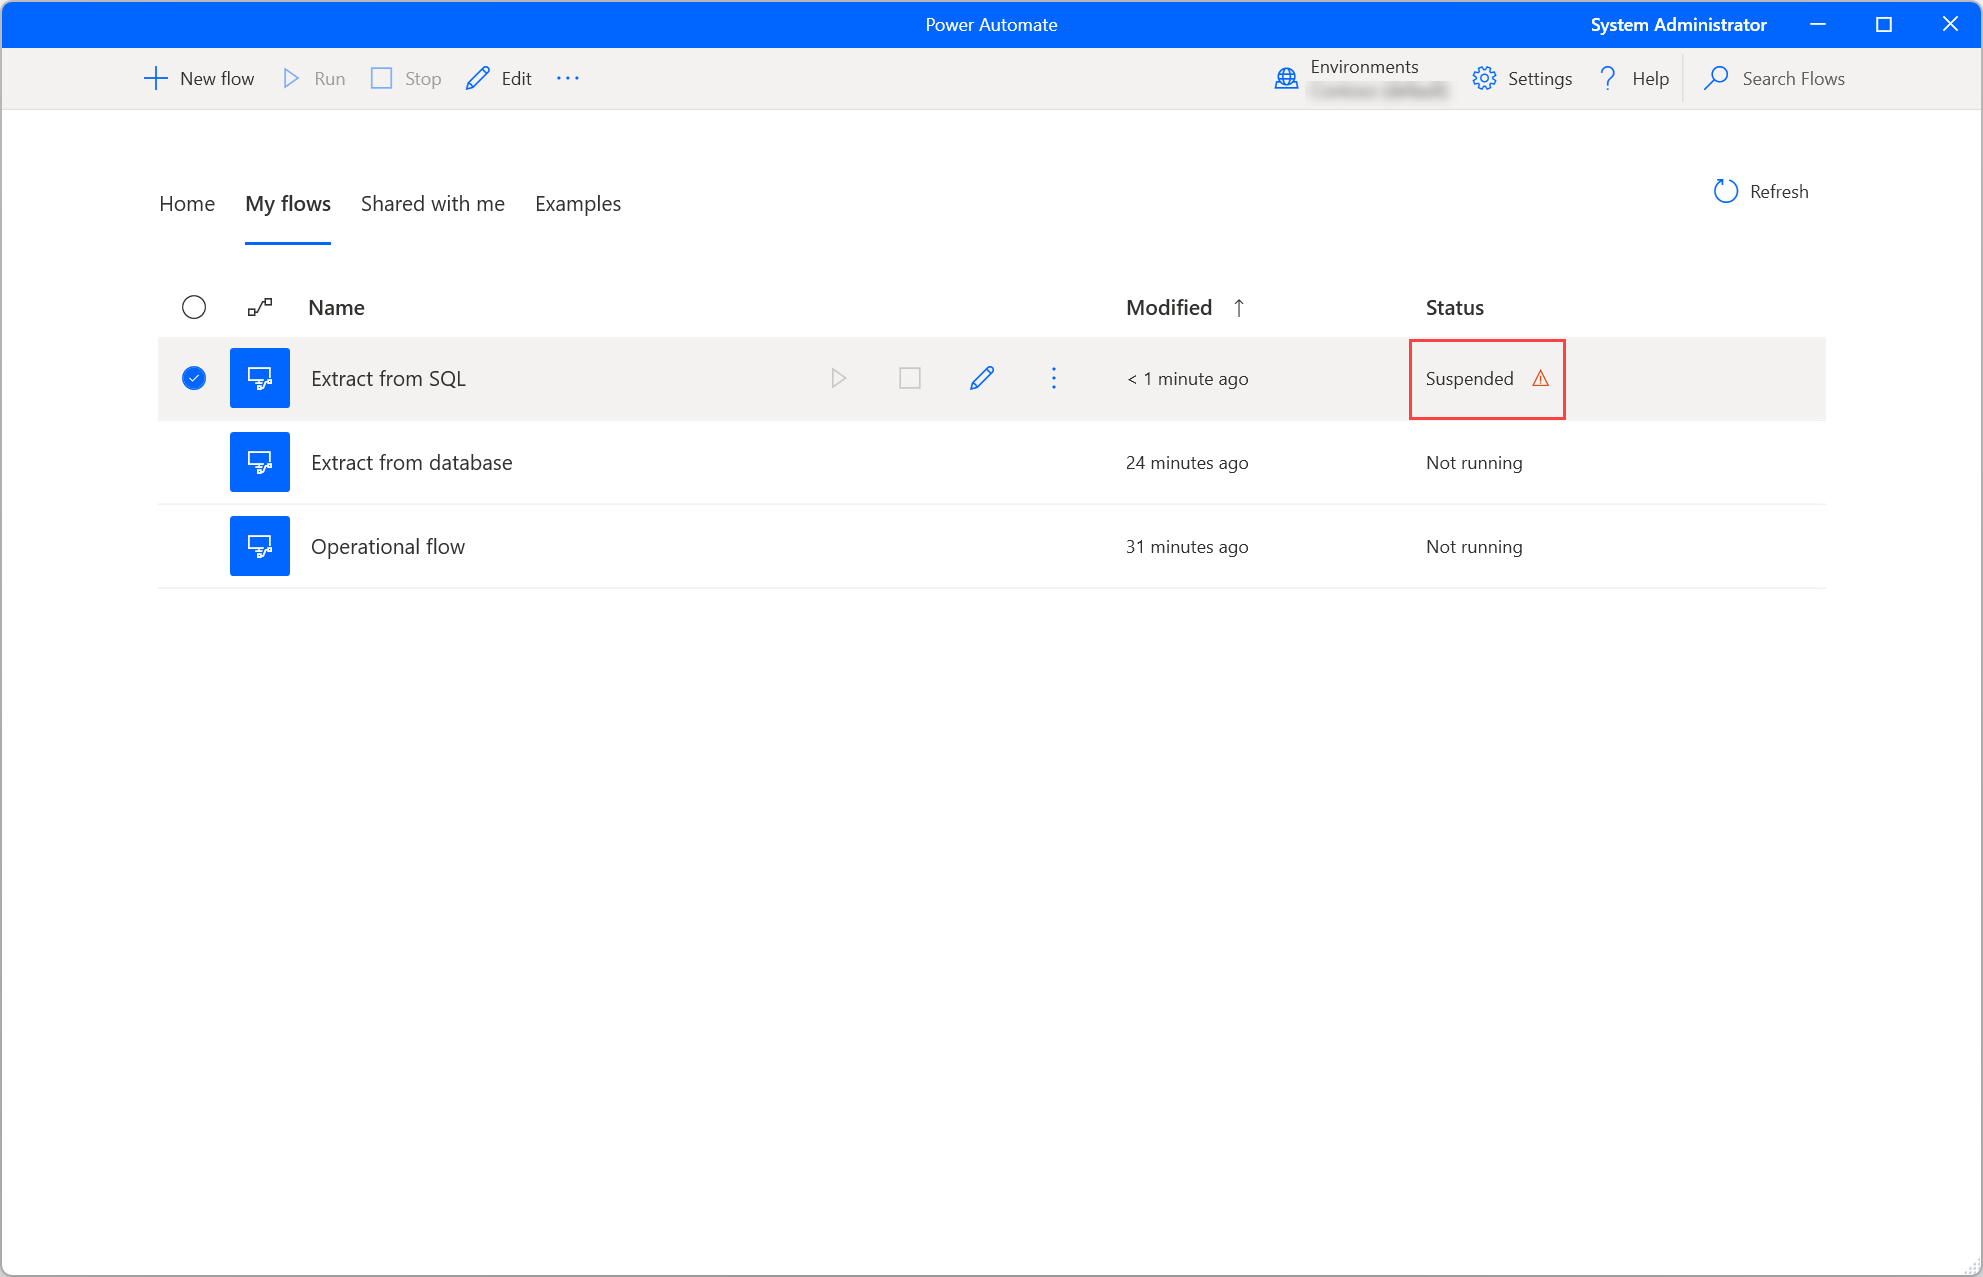 Power Automate
System Administrator
New flow
Run
Stop
Edit
Environments
Settings
Help
Search Flows
Home
My flows
Shared with me
Examples
Refresh
Name
Modified
Status
Extract from SQL
< 1 minute ago
Suspended
Extract from database
24 minutes ago
Not running
Operational flow
31 minutes ago
Not running